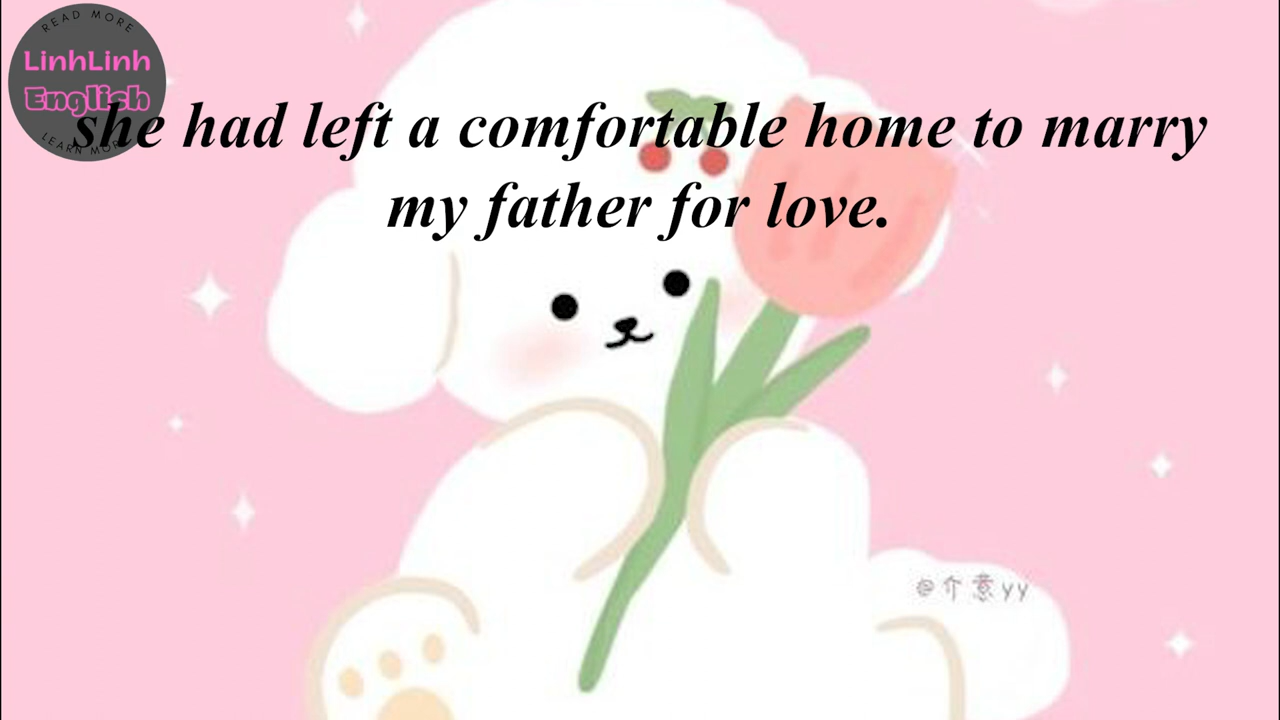 READ MORE
LinhLinh
English
LEARN MORE
she had left a comfortable home to marry
my father for love.
@介意yy